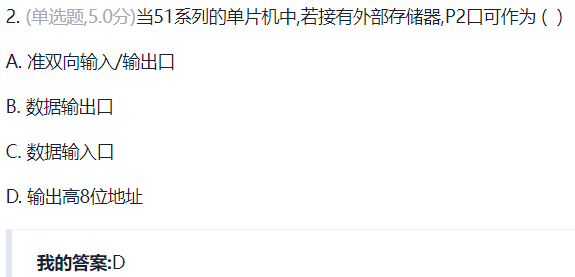 2. (单选题,5.0分)当51系列的单片机中,若接有外部存储器,P2口可作为 ( )
A. 准双向输入/输出口
B. 数据输出口
C. 数据输入口
D. 输出高8位地址
我的答案:D